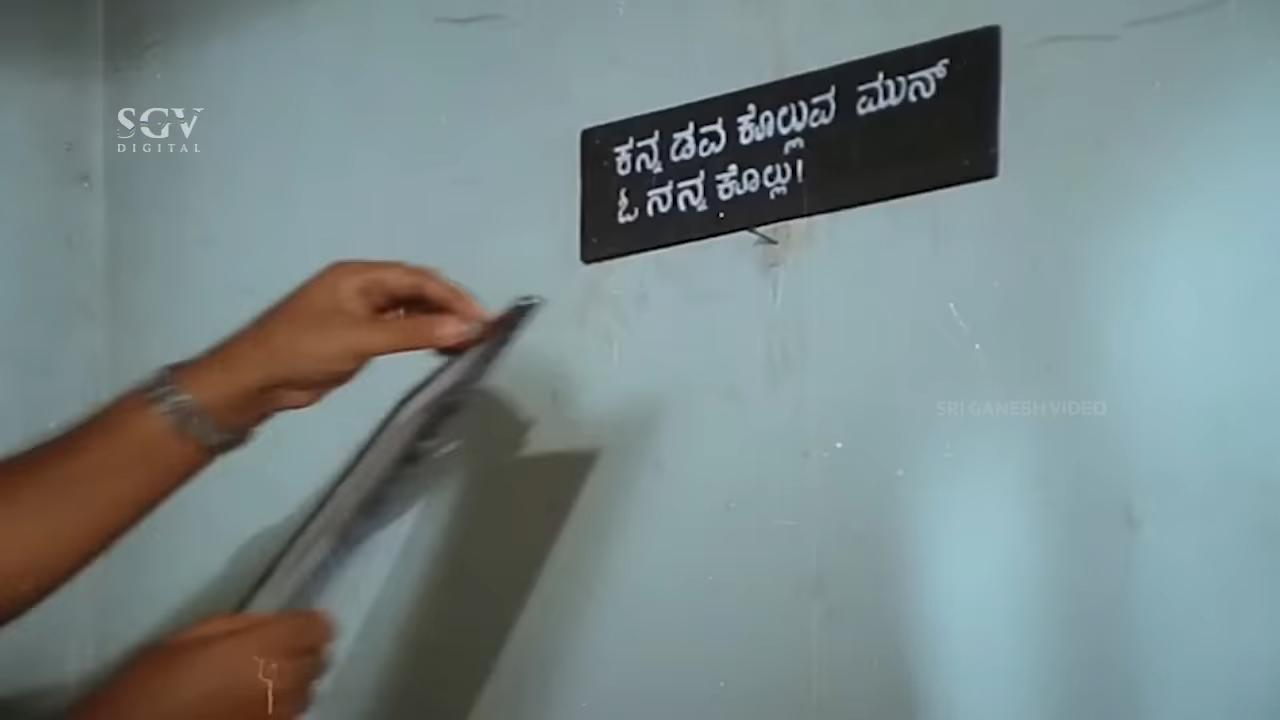 SGV
DIGITAL
ಕನ್ನಡವ ಕೊಲ್ಲುವ ಮುನ್
ಓ ನನ್ನ ಕೊಲ್ಲು!
SRI GANESH VIDEO